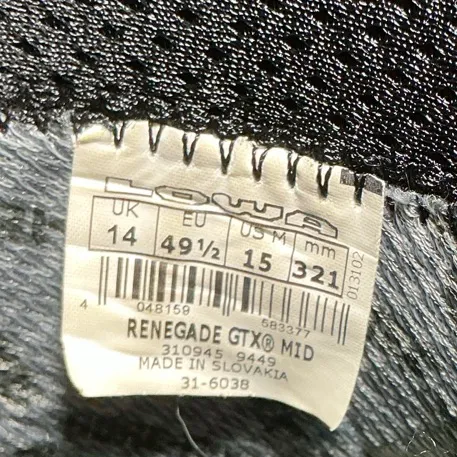 LOWA
UK EU US M mm
14 49½ 15 321
013102
4 048159 583377
RENEGADE GTX® MID
310945 9449
MADE IN SLOVAKIA
31-6038